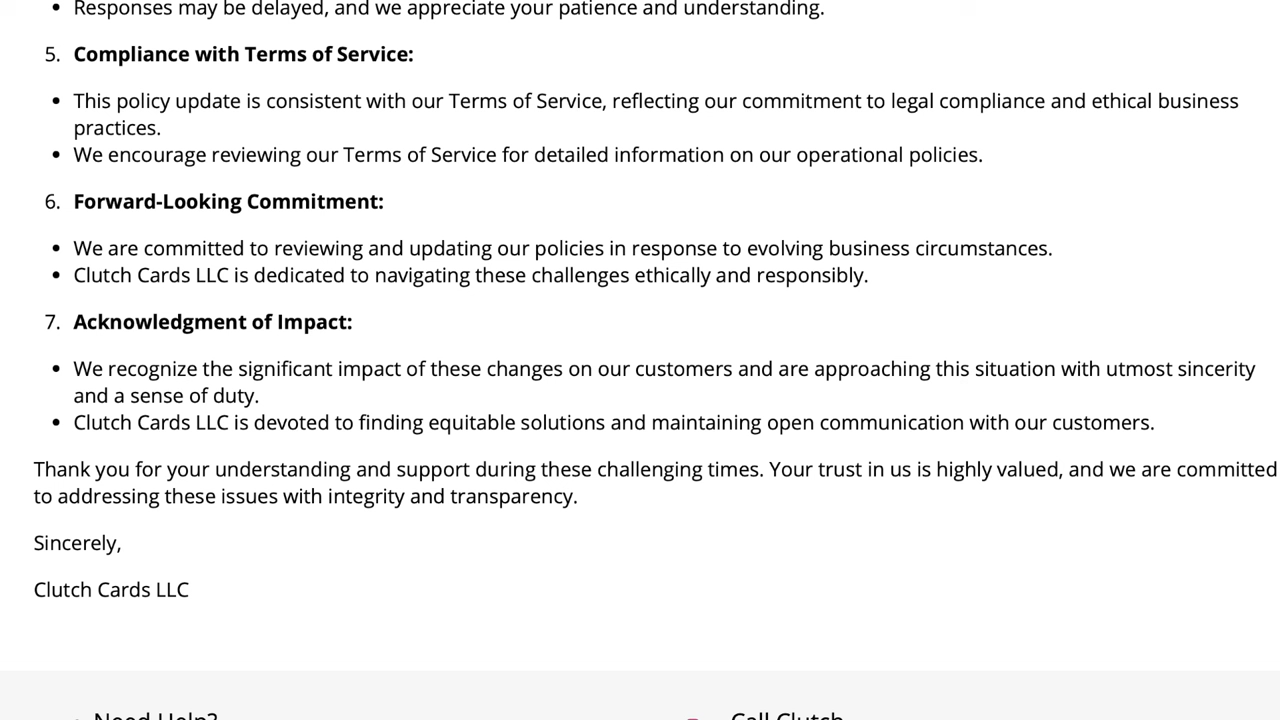 • Responses may be delayed, and we appreciate your patience and understanding.
5. Compliance with Terms of Service:
• This policy update is consistent with our Terms of Service, reflecting our commitment to legal compliance and ethical business
practices.
• We encourage reviewing our Terms of Service for detailed information on our operational policies.
6. Forward-Looking Commitment:
• We are committed to reviewing and updating our policies in response to evolving business circumstances.
• Clutch Cards LLC is dedicated to navigating these challenges ethically and responsibly.
7. Acknowledgment of Impact:
• We recognize the significant impact of these changes on our customers and are approaching this situation with utmost sincerity
and a sense of duty.
• Clutch Cards LLC is devoted to finding equitable solutions and maintaining open communication with our customers.
Thank you for your understanding and support during these challenging times. Your trust in us is highly valued, and we are committed
to addressing these issues with integrity and transparency.
Sincerely,
Clutch Cards LLC
Need Help?
Call Clutch